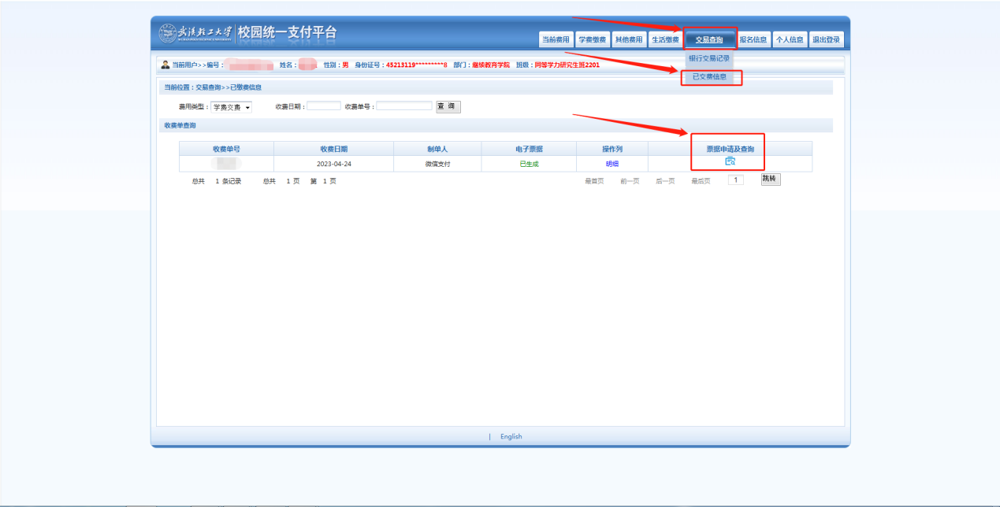 武汉轻工大学 校园统一支付平台
当前费用 学费缴费 其他费用 生活缴费 交易查询 报名信息 个人信息 退出登录
银行交易记录
已交费信息
当前用户>>编号： 姓名： 性别：男 身份证号：45213119*********8 部门：继续教育学院 班级：同等学力研究生班2201
当前位置：交易查询>>已缴费信息
费用类型：学费交费 收费日期： 收费单号： 查 询
收费单查询
收费单号 收费日期 制单人 电子票据 操作列 票据申请及查询
2023-04-24 微信支付 已生成 明细
总共 1 条记录 总共 1 页 第 1 页 最首页 前一页 后一页 最后页 1 跳转
| English